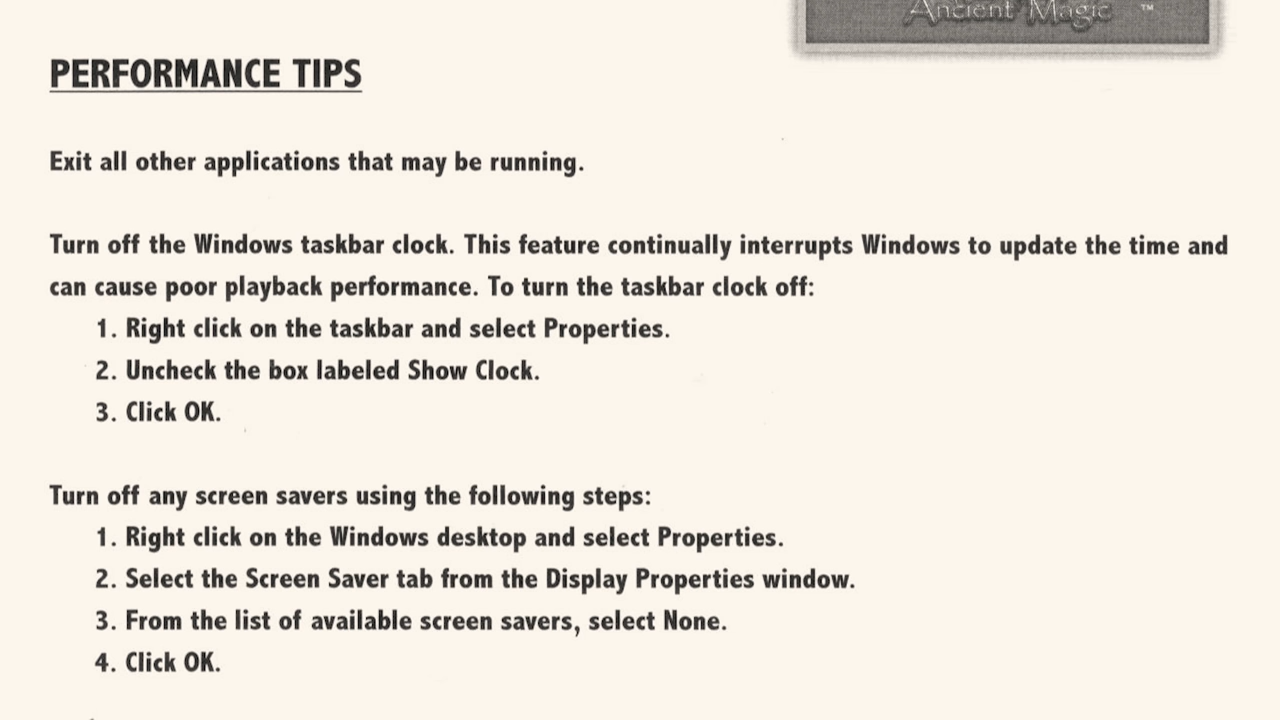 Ancient Magic ™
PERFORMANCE TIPS
Exit all other applications that may be running.
Turn off the Windows taskbar clock. This feature continually interrupts Windows to update the time and
can cause poor playback performance. To turn the taskbar clock off:
1. Right click on the taskbar and select Properties.
2. Uncheck the box labeled Show Clock.
3. Click OK.
Turn off any screen savers using the following steps:
1. Right click on the Windows desktop and select Properties.
2. Select the Screen Saver tab from the Display Properties window.
3. From the list of available screen savers, select None.
4. Click OK.